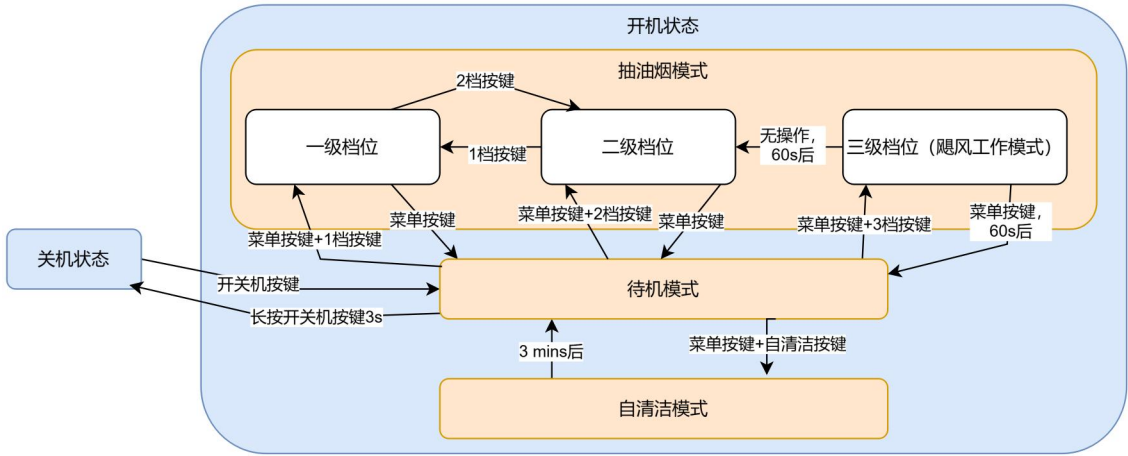 开机状态
抽油烟模式
2档按键
一级档位
二级档位
三级档位（飓风工作模式）
1档按键
无操作，
60s后
菜单按键
菜单按键+1档按键
菜单按键+2档按键
菜单按键
菜单按键+3档按键
菜单按键，
60s后
关机状态
开关机按键
待机模式
长按开关机按键3s
3 mins后
菜单按键+自清洁按键
自清洁模式